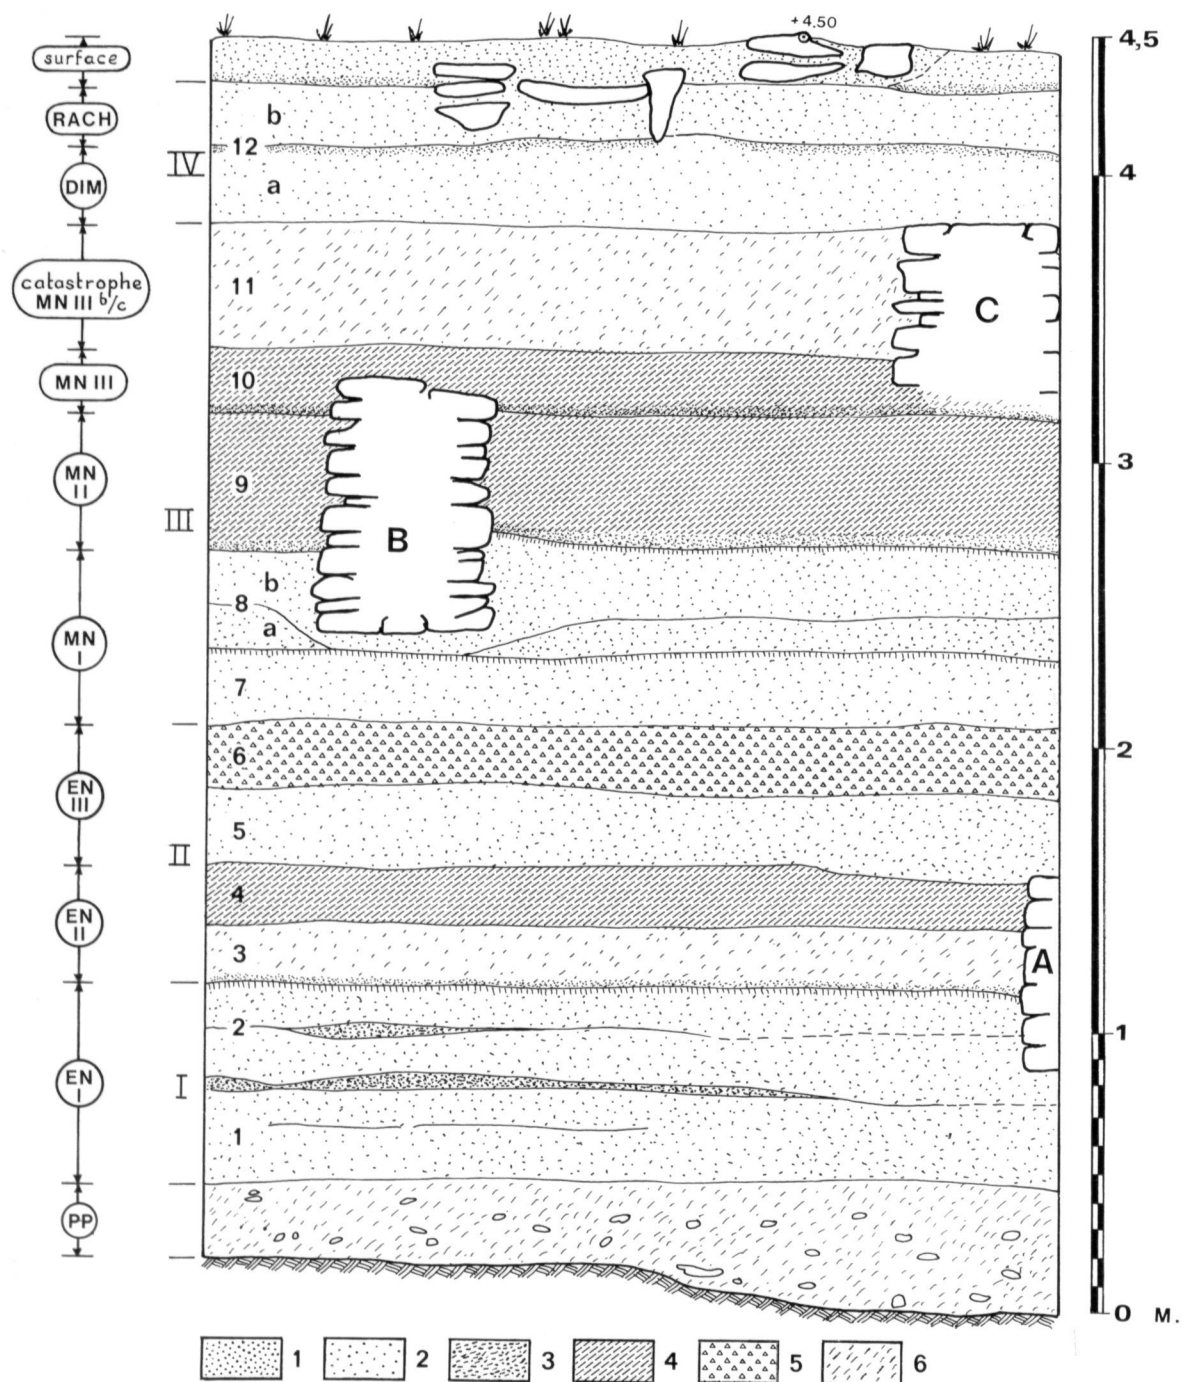 +4.50
4,5
surface
RACH
b
12
IV
DIM
a
4
catastrophe
MN III b/c
11
C
MN III
10
3
MN
II
9
III
B
b
8
a
MN
I
7
2
6
EN
III
5
II
4
EN
II
3
A
2
1
EN
I
I
1
PP
0 M.
1 2 3 4 5 6